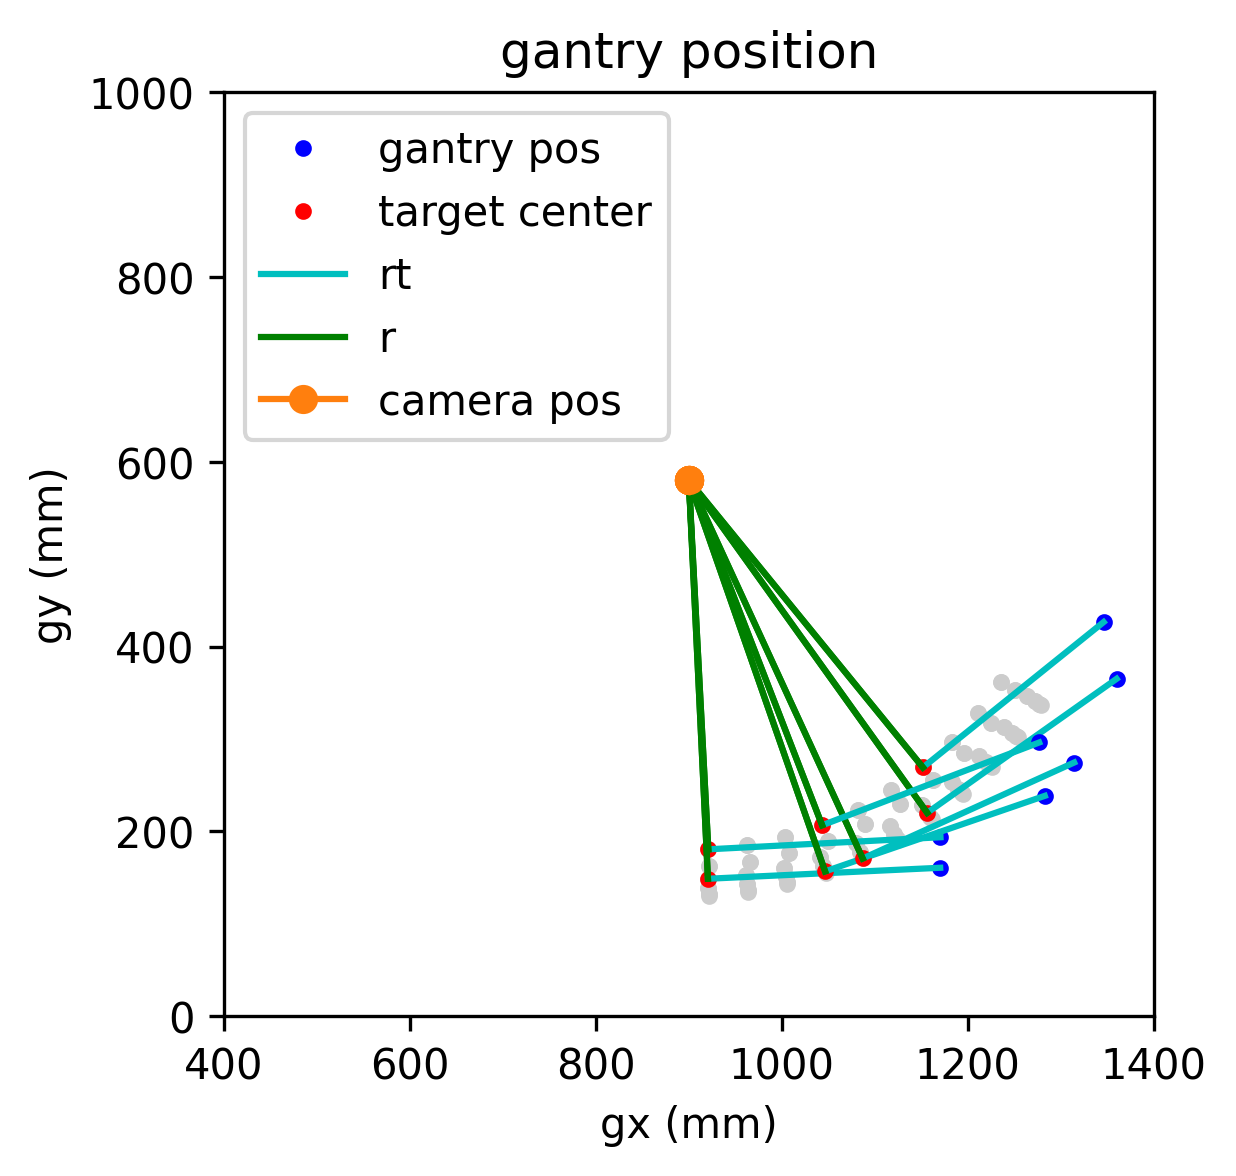 gantry position
1000
800
600
400
200
0
gy (mm)
gantry pos
target center
rt
r
camera pos
400 600 800 1000 1200 1400
gx (mm)